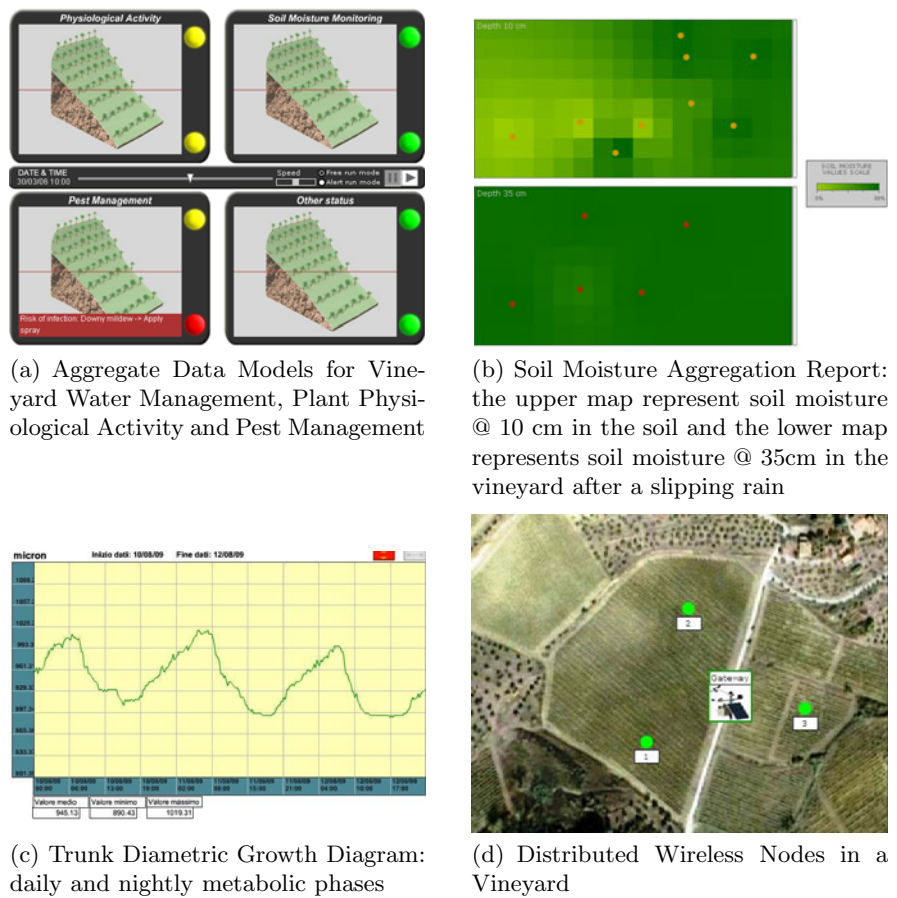 Physiological Activity
Soil Moisture Monitoring
DATE & TIME
30/03/06 10:00
Speed
Free run mode
Alert run mode
Pest Management
Other status
Risk of infection: Downy mildew -> Apply
spray
(a) Aggregate Data Models for Vine-
yard Water Management, Plant Physi-
ological Activity and Pest Management
Depth 10 cm
Depth 35 cm
SOIL MOISTURE
VALUES SCALE
(b) Soil Moisture Aggregation Report:
the upper map represent soil moisture
@ 10 cm in the soil and the lower map
represents soil moisture @ 35cm in the
vineyard after a slipping rain
micron
Inizio dati: 10/08/09
Fine dati: 12/08/09
Valore medio
Valore minimo
Valore massimo
945.13
890.43
1019.31
(c) Trunk Diametric Growth Diagram:
daily and nightly metabolic phases
2
Gateway
3
1
(d) Distributed Wireless Nodes in a
Vineyard